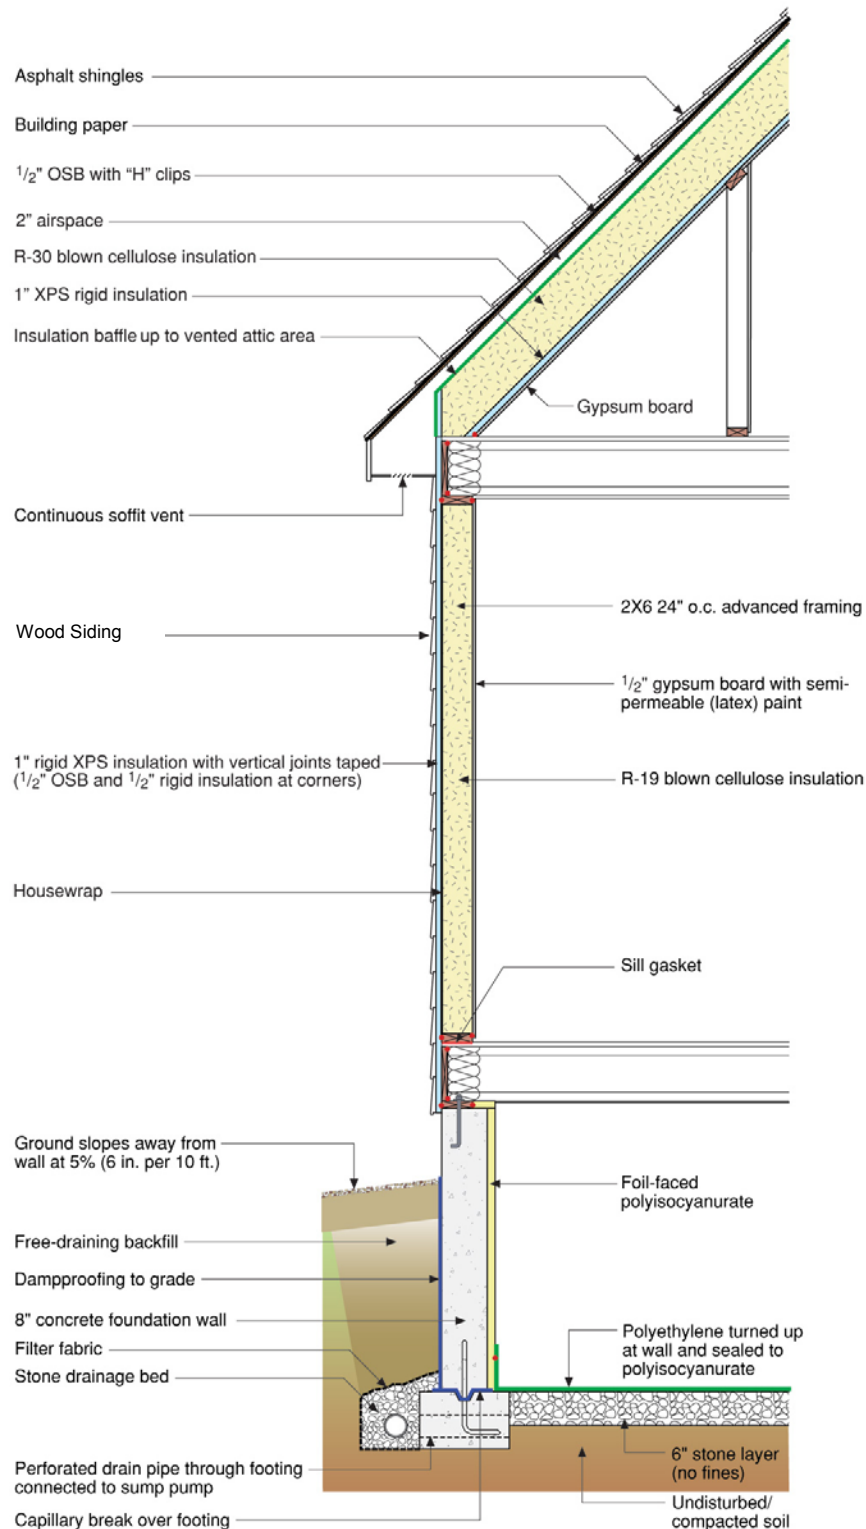 Asphalt shingles
Building paper
1/2" OSB with “H” clips
2” airspace
R-30 blown cellulose insulation
1” XPS rigid insulation
Insulation baffle up to vented attic area
Gypsum board
Continuous soffit vent
2X6 24" o.c. advanced framing
Wood Siding
1/2" gypsum board with semi-
permeable (latex) paint
1" rigid XPS insulation with vertical joints taped
(1/2" OSB and 1/2" rigid insulation at corners)
R-19 blown cellulose insulation
Housewrap
Sill gasket
Ground slopes away from
wall at 5% (6 in. per 10 ft.)
Foil-faced
polyisocyanurate
Free-draining backfill
Dampproofing to grade
8" concrete foundation wall
Filter fabric
Stone drainage bed
Polyethylene turned up
at wall and sealed to
polyisocyanurate
Perforated drain pipe through footing
connected to sump pump
6" stone layer
(no fines)
Capillary break over footing
Undisturbed/
compacted soil